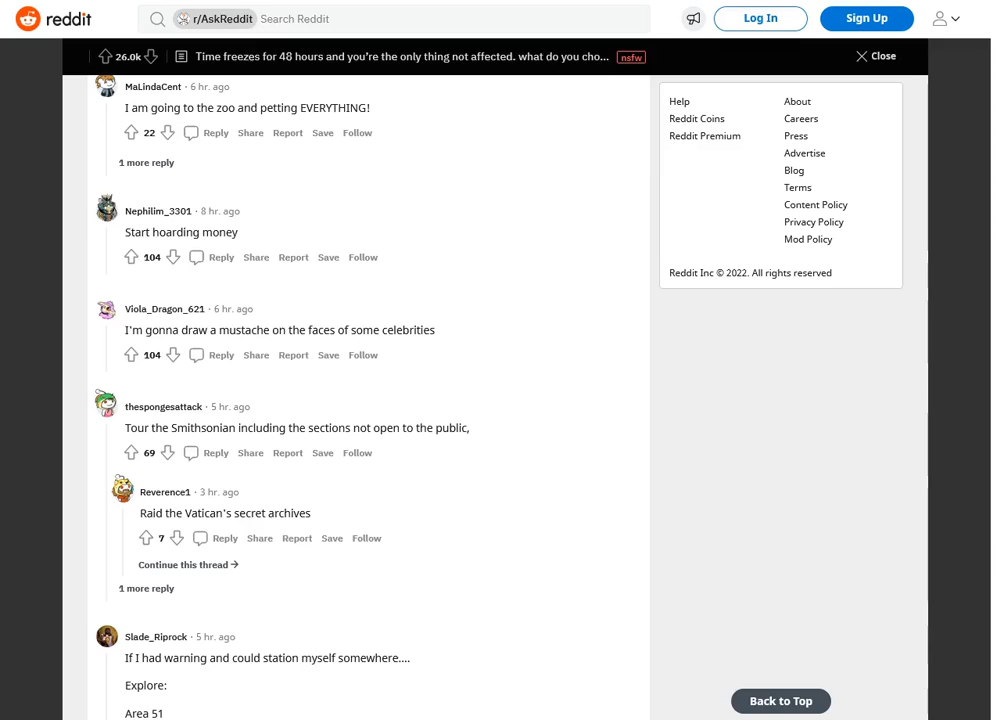 reddit
r/AskReddit Search Reddit
Log In
Sign Up
26.0k Time freezes for 48 hours and you're the only thing not affected. what do you cho... nsfw
Close
MaLindaCent · 6 hr. ago
I am going to the zoo and petting EVERYTHING!
22 Reply Share Report Save Follow
1 more reply
Nephilim_3301 · 8 hr. ago
Start hoarding money
104 Reply Share Report Save Follow
Viola_Dragon_621 · 6 hr. ago
I'm gonna draw a mustache on the faces of some celebrities
104 Reply Share Report Save Follow
thespongesattack · 5 hr. ago
Tour the Smithsonian including the sections not open to the public,
69 Reply Share Report Save Follow
Reverence1 · 3 hr. ago
Raid the Vatican's secret archives
7 Reply Share Report Save Follow
Continue this thread →
1 more reply
Slade_Riprock · 5 hr. ago
If I had warning and could station myself somewhere....
Explore:
Area 51
Help
Reddit Coins
Reddit Premium
About
Careers
Press
Advertise
Blog
Terms
Content Policy
Privacy Policy
Mod Policy
Reddit Inc © 2022. All rights reserved
Back to Top